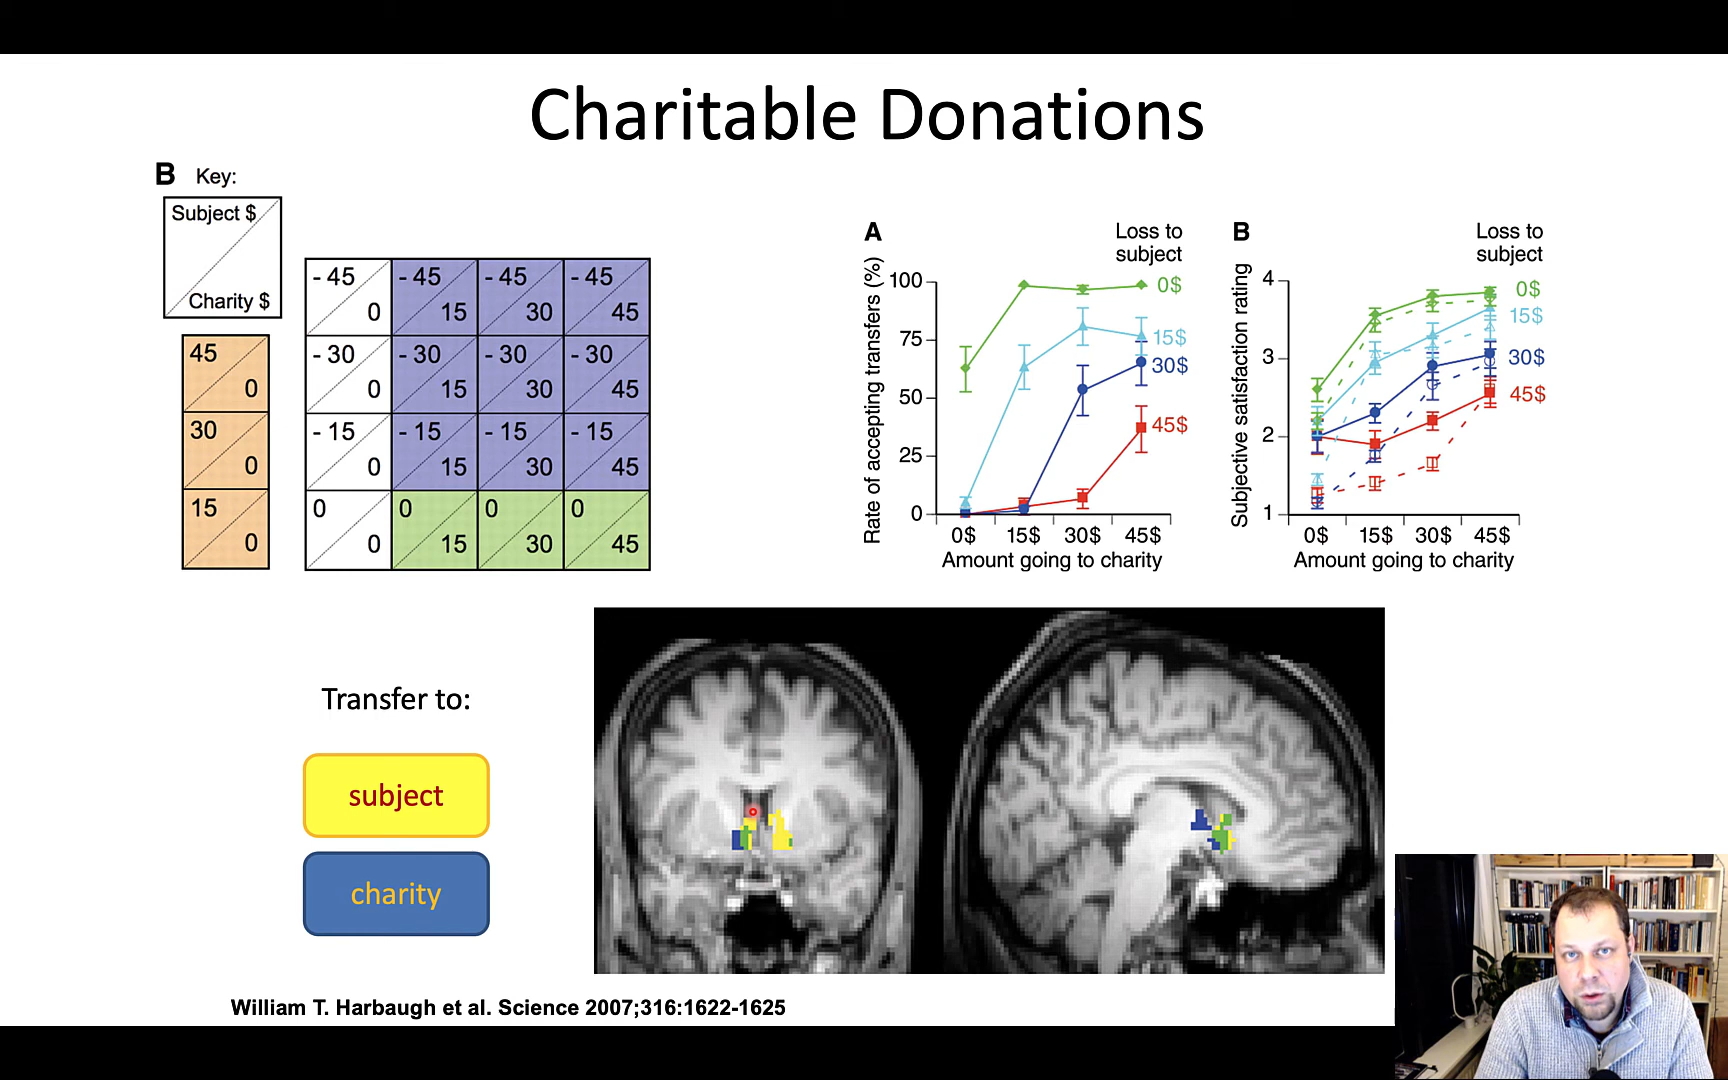 Charitable Donations
B Key:
Subject $
Charity $
45
0
30
0
15
0
- 45 - 45 - 45 - 45
0 15 30 45
- 30 - 30 - 30 - 30
0 15 30 45
- 15 - 15 - 15 - 15
0 15 30 45
0 0 0 0
0 15 30 45
A
Loss to
subject
Rate of accepting transfers (%)
100
75
50
25
0
0$
15$
30$
45$
0$ 15$ 30$ 45$
Amount going to charity
B
Loss to
subject
Subjective satisfaction rating
4
3
2
1
0$
15$
30$
45$
0$ 15$ 30$ 45$
Amount going to charity
Transfer to:
subject
charity
William T. Harbaugh et al. Science 2007;316:1622-1625